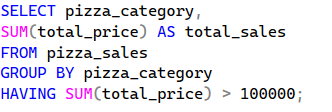 SELECT pizza_category,
SUM(total_price) AS total_sales
FROM pizza_sales
GROUP BY pizza_category
HAVING SUM(total_price) > 100000;